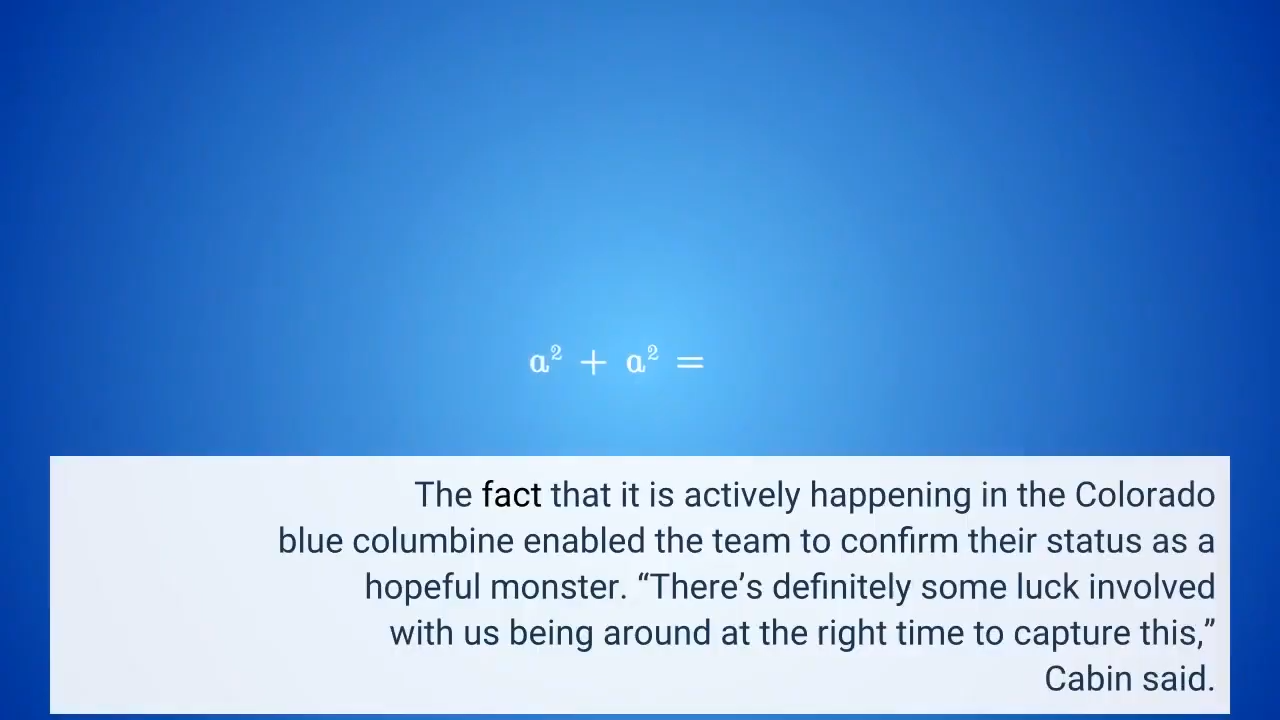 a² + a² =
The fact that it is actively happening in the Colorado
blue columbine enabled the team to confirm their status as a
hopeful monster. “There’s definitely some luck involved
with us being around at the right time to capture this,”
Cabin said.